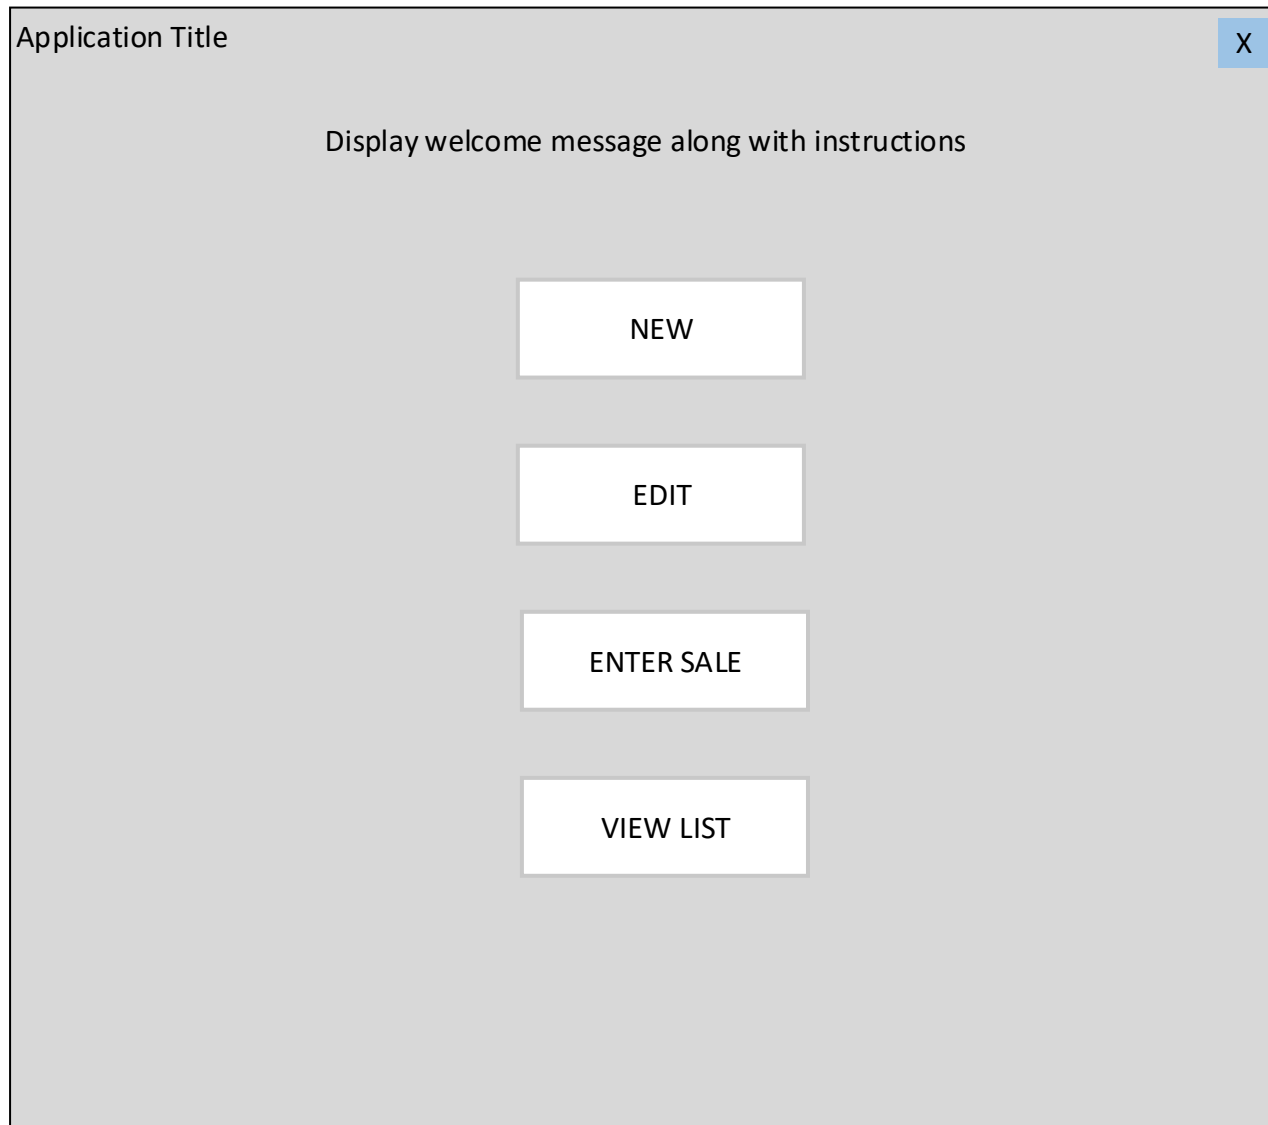 Application Title
X
Display welcome message along with instructions
NEW
EDIT
ENTER SALE
VIEW LIST